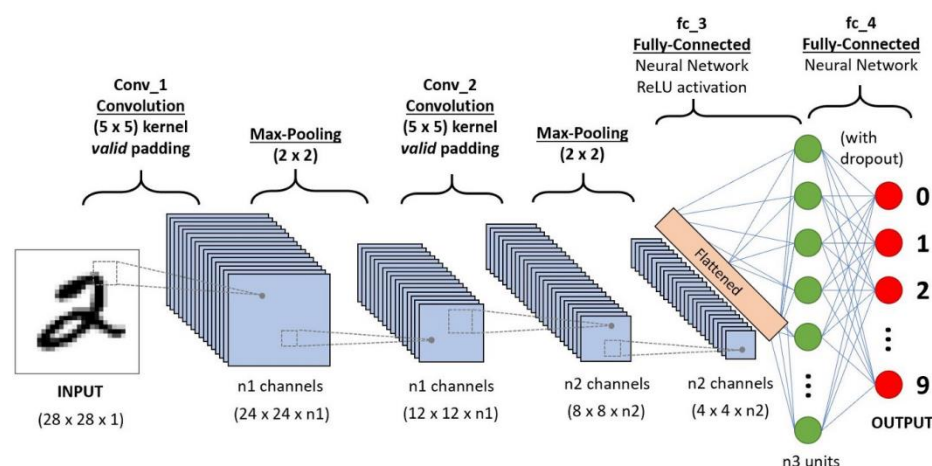 fc_3
Fully-Connected
Neural Network
ReLU activation
fc_4
Fully-Connected
Neural Network
Conv_1
Convolution
(5 x 5) kernel
valid padding
Max-Pooling
(2 x 2)
Conv_2
Convolution
(5 x 5) kernel
valid padding
Max-Pooling
(2 x 2)
(with
dropout)
Flattened
0
1
2
9
INPUT
(28 x 28 x 1)
n1 channels
(24 x 24 x n1)
n1 channels
(12 x 12 x n1)
n2 channels
(8 x 8 x n2)
n2 channels
(4 x 4 x n2)
OUTPUT
n3 units